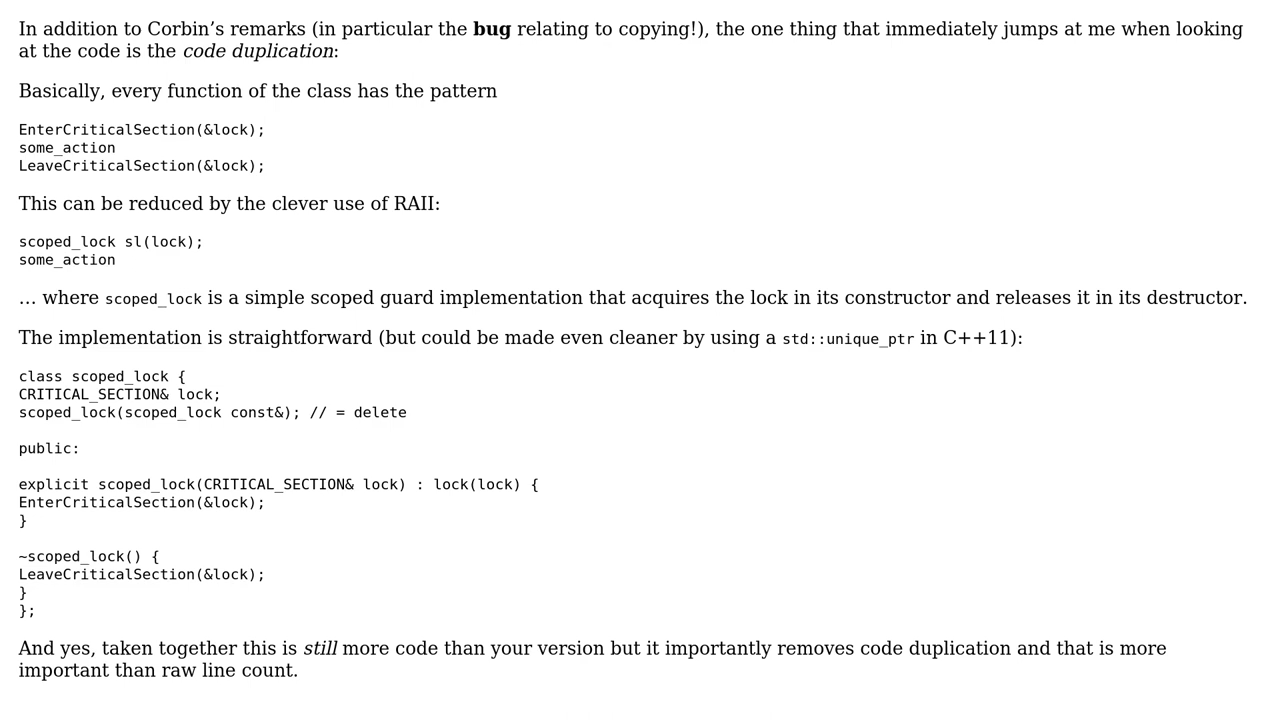 In addition to Corbin’s remarks (in particular the bug relating to copying!), the one thing that immediately jumps at me when looking
at the code is the code duplication:
Basically, every function of the class has the pattern
EnterCriticalSection(&lock);
some_action
LeaveCriticalSection(&lock);
This can be reduced by the clever use of RAII:
scoped_lock sl(lock);
some_action
… where scoped_lock is a simple scoped guard implementation that acquires the lock in its constructor and releases it in its destructor.
The implementation is straightforward (but could be made even cleaner by using a std::unique_ptr in C++11):
class scoped_lock {
CRITICAL_SECTION& lock;
scoped_lock(scoped_lock const&); // = delete
public:
explicit scoped_lock(CRITICAL_SECTION& lock) : lock(lock) {
EnterCriticalSection(&lock);
}
~scoped_lock() {
LeaveCriticalSection(&lock);
}
};
And yes, taken together this is still more code than your version but it importantly removes code duplication and that is more
important than raw line count.